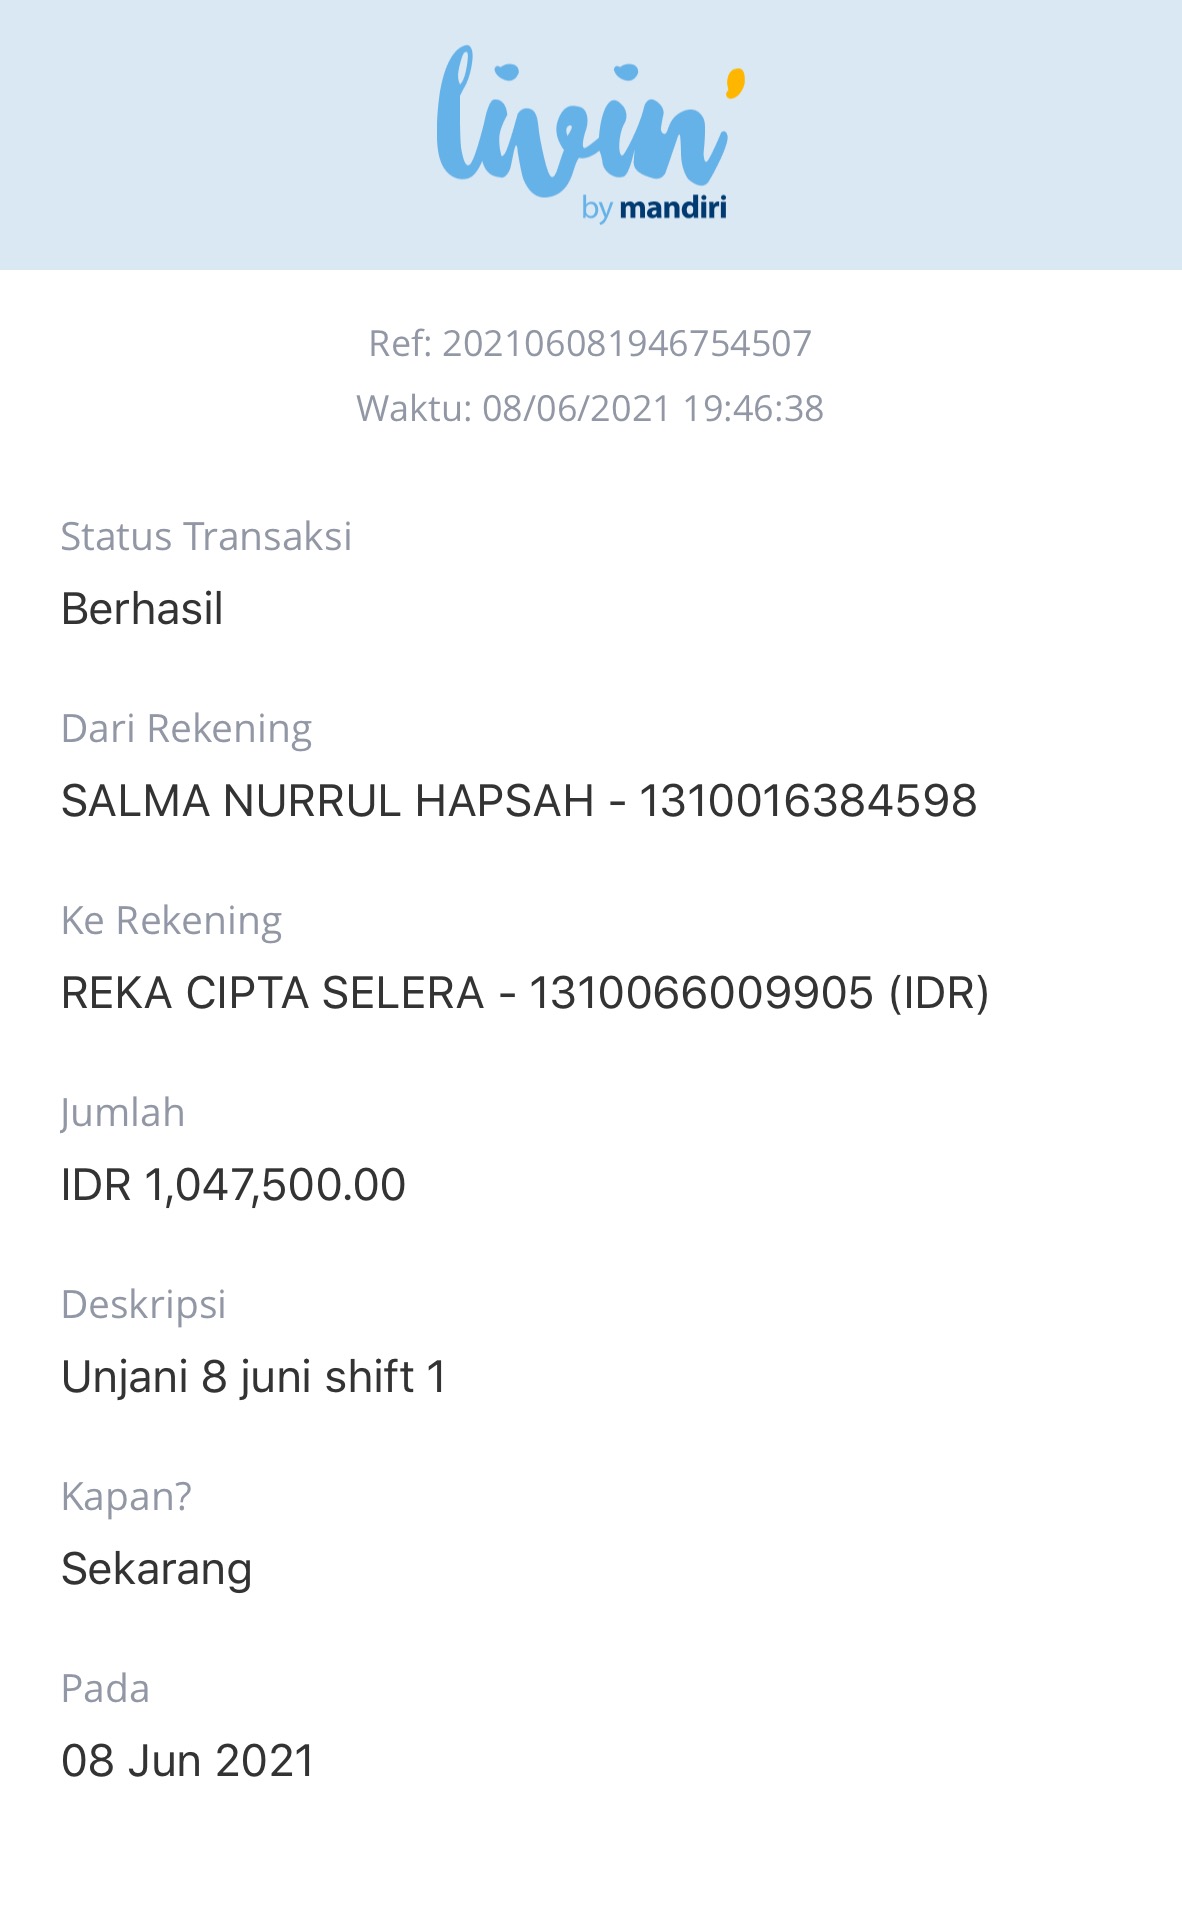 livin'
by mandiri
Ref: 202106081946754507
Waktu: 08/06/2021 19:46:38
Status Transaksi
Berhasil
Dari Rekening
SALMA NURRUL HAPSAH - 1310016384598
Ke Rekening
REKA CIPTA SELERA - 1310066009905 (IDR)
Jumlah
IDR 1,047,500.00
Deskripsi
Unjani 8 juni shift 1
Kapan?
Sekarang
Pada
08 Jun 2021